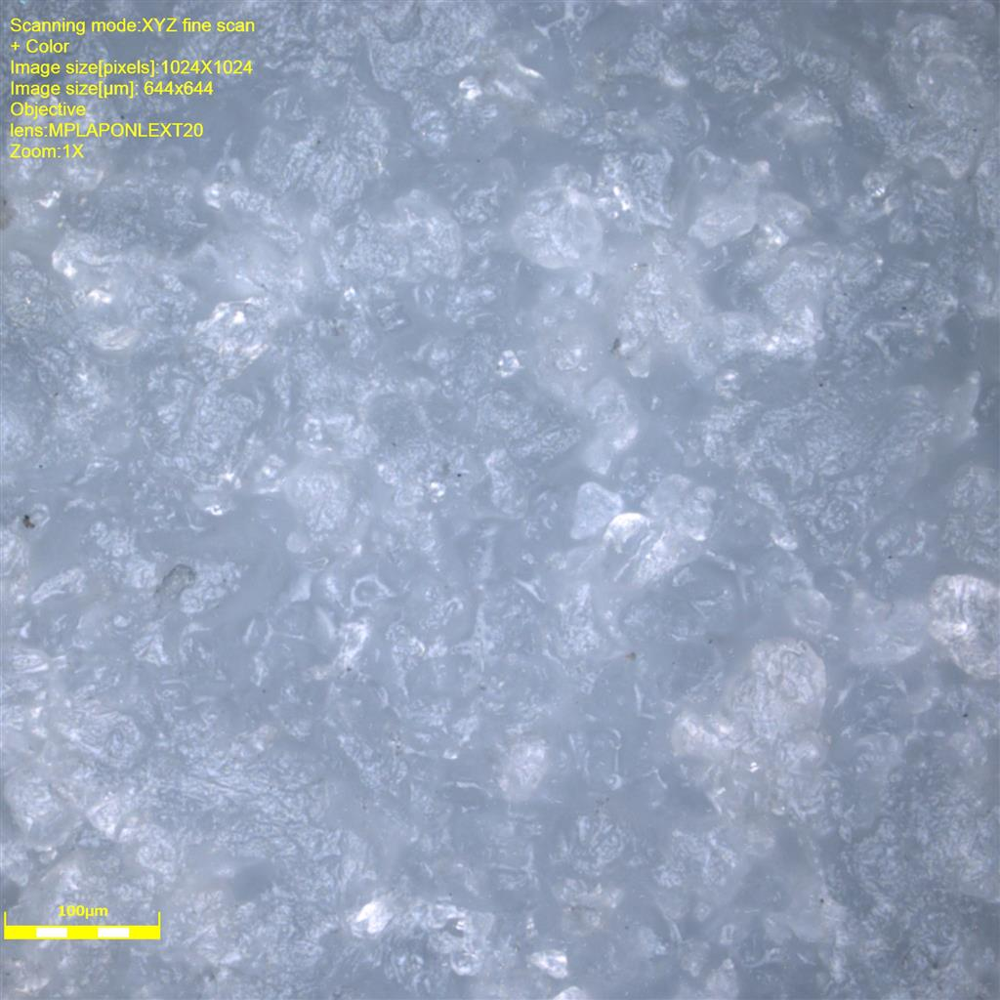 Scanning mode:XYZ fine scan
+ Color
Image size[pixels]:1024X1024
Image size[µm]: 644x644
Objective
lens:MPLAPONLEXT20
Zoom:1X
100µm